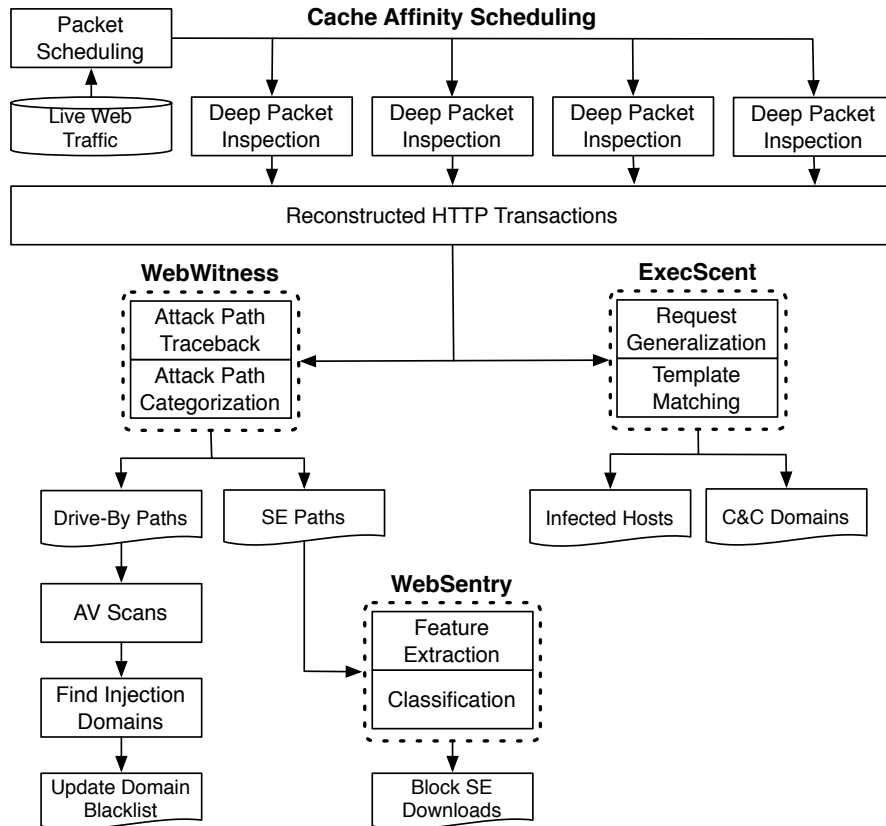 Cache Affinity Scheduling
Packet
Scheduling
Live Web
Traffic
Deep Packet
Inspection
Deep Packet
Inspection
Deep Packet
Inspection
Deep Packet
Inspection
Reconstructed HTTP Transactions
WebWitness
Attack Path
Traceback
Attack Path
Categorization
ExecScent
Request
Generalization
Template
Matching
Drive-By Paths
SE Paths
Infected Hosts
C&C Domains
AV Scans
Find Injection
Domains
Update Domain
Blacklist
WebSentry
Feature
Extraction
Classification
Block SE
Downloads